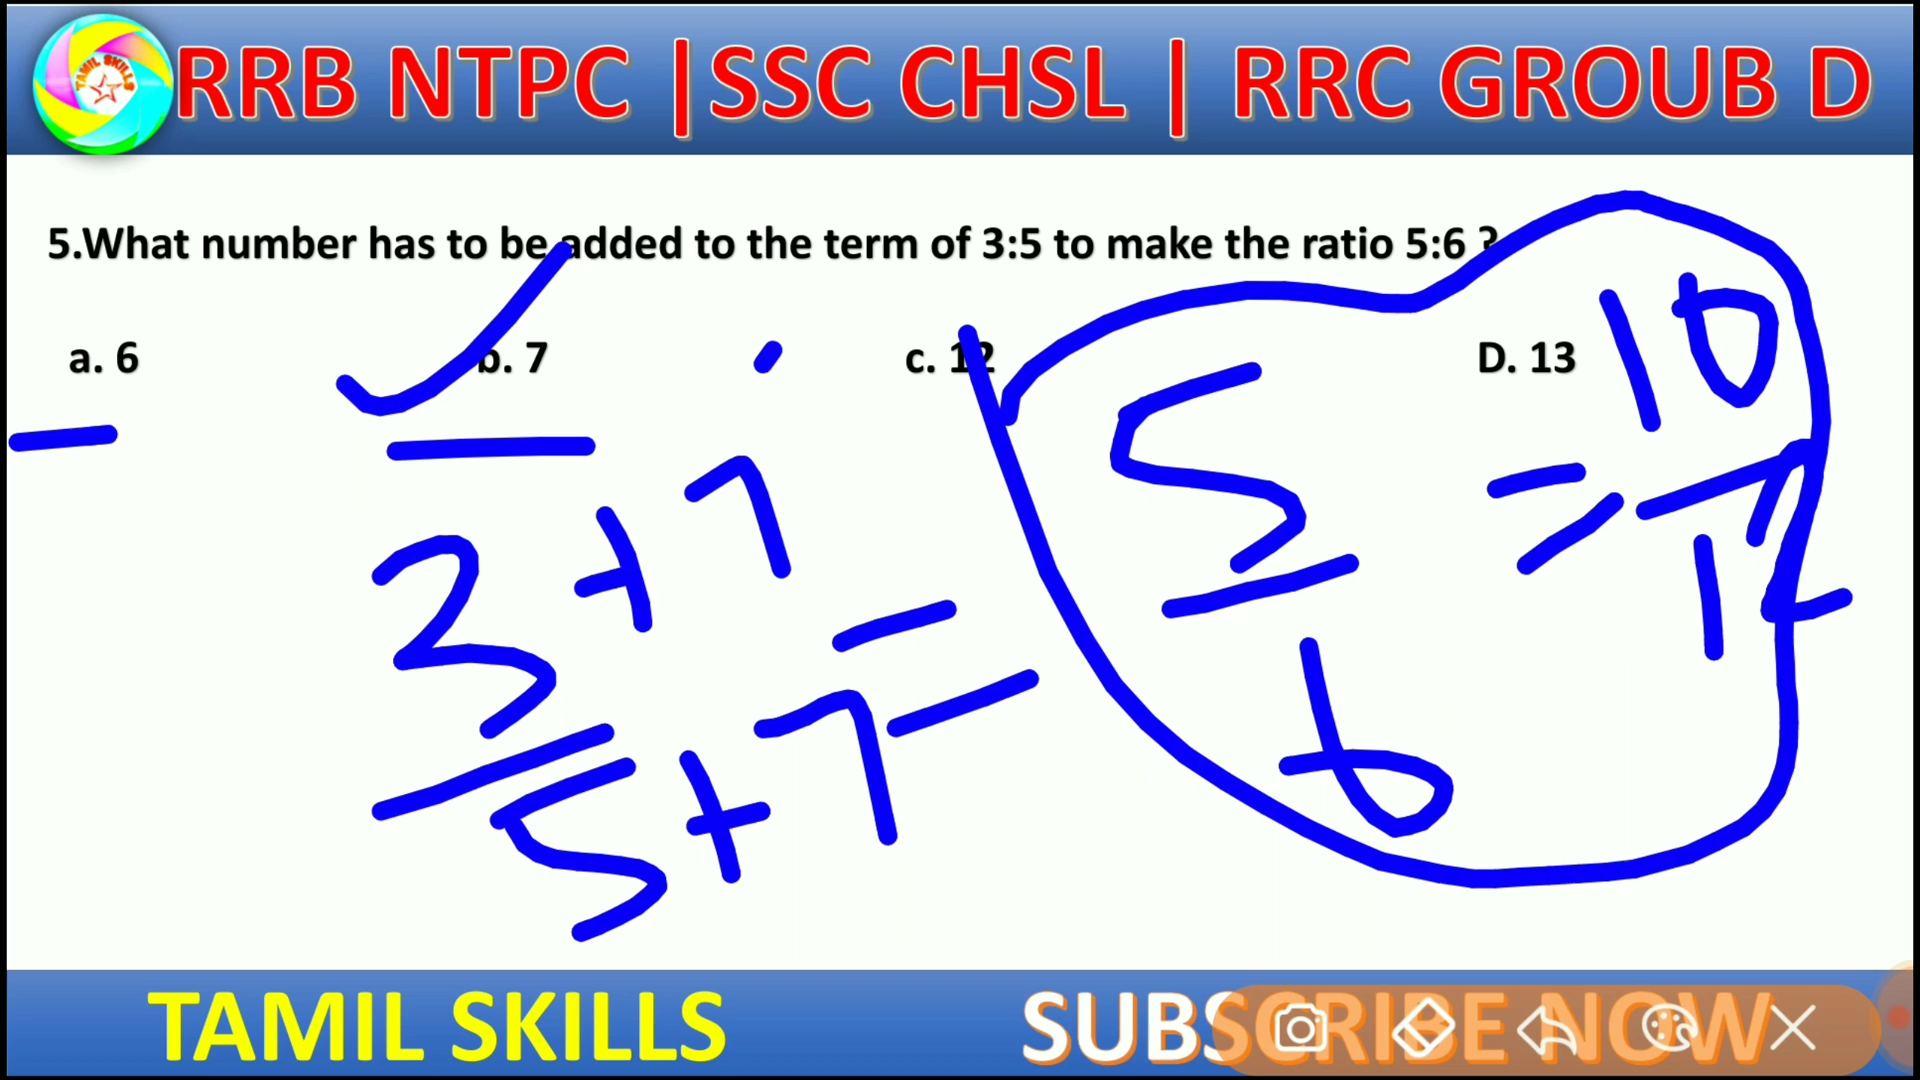 TAMIL SKILLS
RRB NTPC |SSC CHSL | RRC GROUB D
5.What number has to be added to the term of 3:5 to make the ratio 5:6 ?
a. 6 b. 7 c. 12 D. 13
3 + 7 = 5 = 10
5 + 7 6 12
TAMIL SKILLS SUBSCRIBE NOW